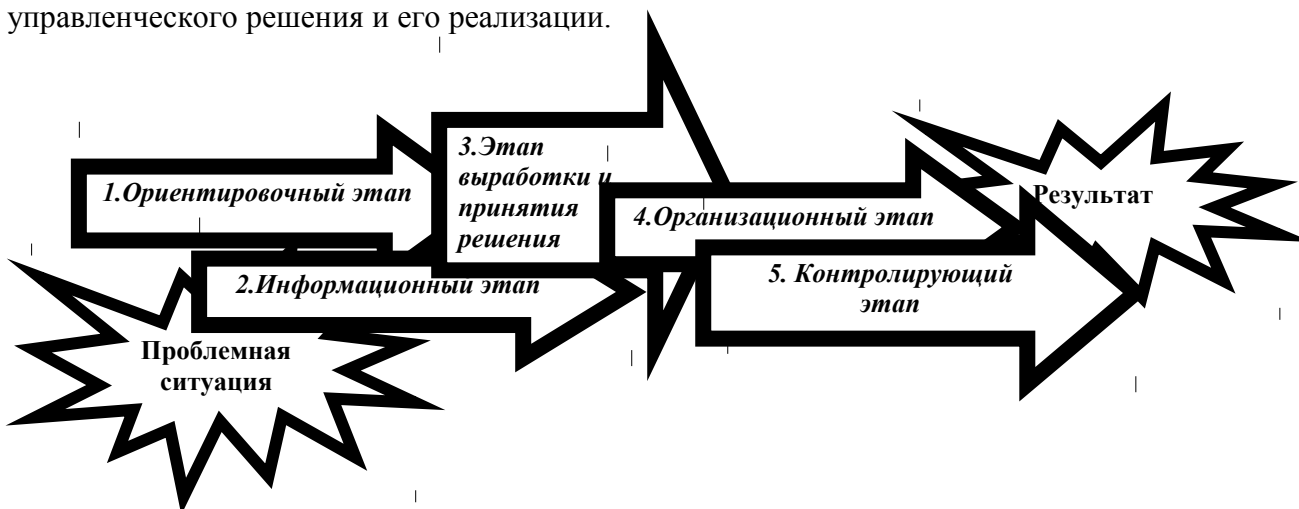 управленческого решения и его реализации.
1.Ориентировочный этап
2.Информационный этап
3.Этап
выработки и
принятия
решения
4.Организационный этап
5. Контролирующий
этап
Проблемная
ситуация
Результат